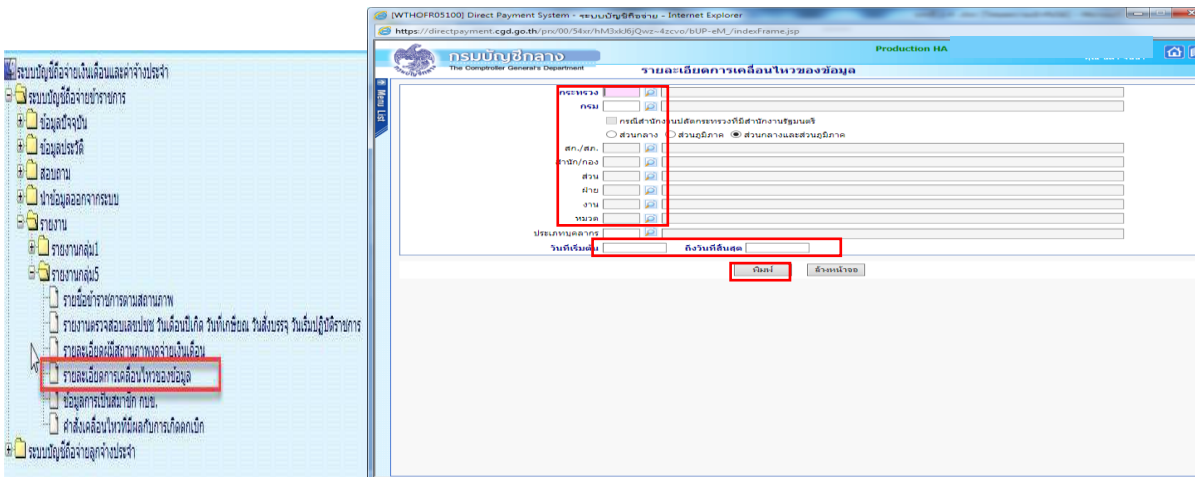 ระบบบัญชีถือจ่ายเงินเดือนและค่าจ้างประจำ
ระบบบัญชีถือจ่ายข้าราชการ
ข้อมูลปัจจุบัน
ข้อมูลประวัติ
สอบถาม
นำข้อมูลออกจากระบบ
รายงาน
รายงานกลุ่ม1
รายงานกลุ่ม5
รายชื่อข้าราชการตามสถานภาพ
รายงานตรวจสอบเลขปชช วันเดือนปีเกิด วันที่เกษียณ วันสั่งบรรจุ วันเริ่มปฏิบัติราชการ
รายละเอียดผู้มีสถานภาพงดจ่ายเงินเดือน
รายละเอียดการเคลื่อนไหวของข้อมูล
ข้อมูลการเป็นสมาชิก กบข.
คำสั่งเคลื่อนไหวที่มีผลกับการเกิดตกเบิก
ระบบบัญชีถือจ่ายลูกจ้างประจำ
[WTHOFR05100] Direct Payment System - ระบบบัญชีถือจ่าย - Internet Explorer
กรมบัญชีกลาง
The Comptroller General's Department
Production HA
รายละเอียดการเคลื่อนไหวของข้อมูล
Menu List
กระทรวง
กรม
กรณีสำนักงานปลัดกระทรวงที่มีสำนักงานรัฐมนตรี
ส่วนกลาง ส่วนภูมิภาค ส่วนกลางและส่วนภูมิภาค
สก./สภ.
สำนัก/กอง
ส่วน
ฝ่าย
งาน
หมวด
ประเภทบุคลากร
วันที่เริ่มต้น ถึงวันที่สิ้นสุด
พิมพ์ ล้างหน้าจอ